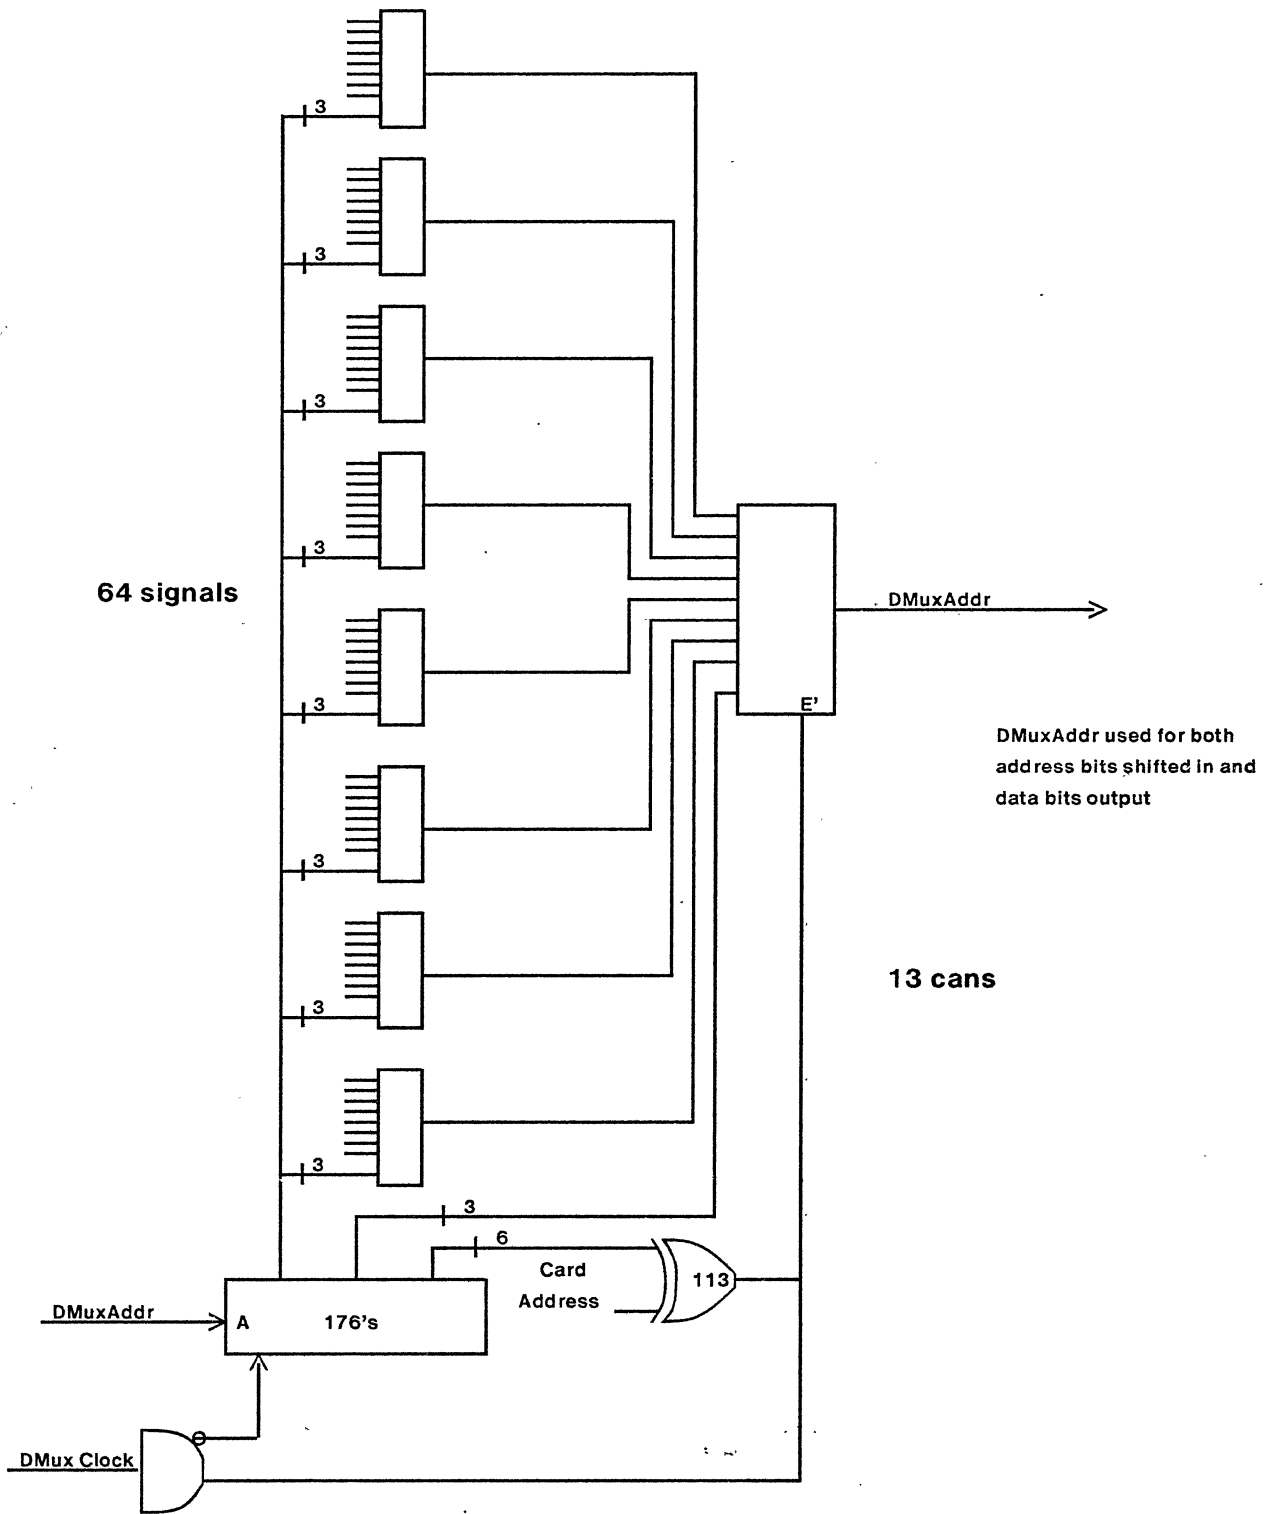 3
3
3
3
64 signals
DMuxAddr
3
E'
DMuxAddr used for both
address bits shifted in and
data bits output
3
13 cans
3
3
3
6
Card
Address
113
DMuxAddr
A
176's
DMux Clock